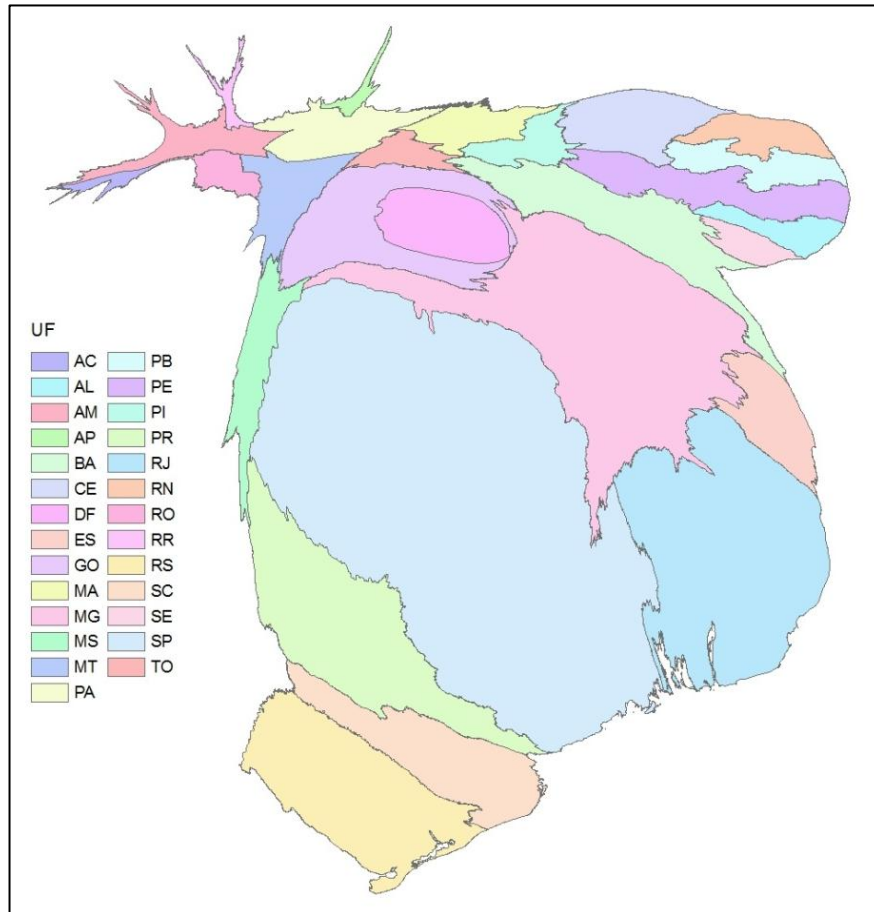 UF
AC PB
AL PE
AM PI
AP PR
BA RJ
CE RN
DF RO
ES RR
GO RS
MA SC
MG SE
MS SP
MT TO
PA